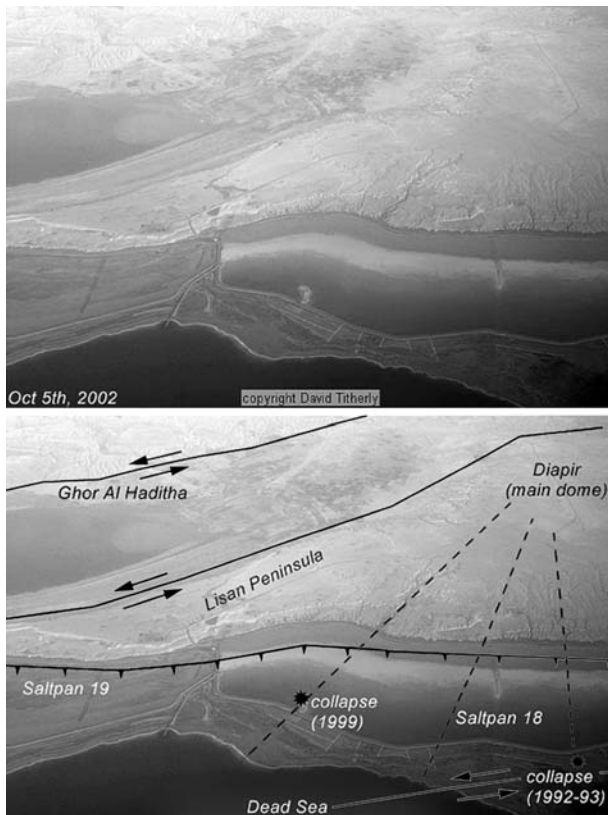 Oct 5th, 2002
copyright David Titherly
Ghor Al Haditha
Diapir
(main dome)
Lisan Peninsula
Saltpan 19
collapse
(1999)
Saltpan 18
collapse
(1992-93)
Dead Sea